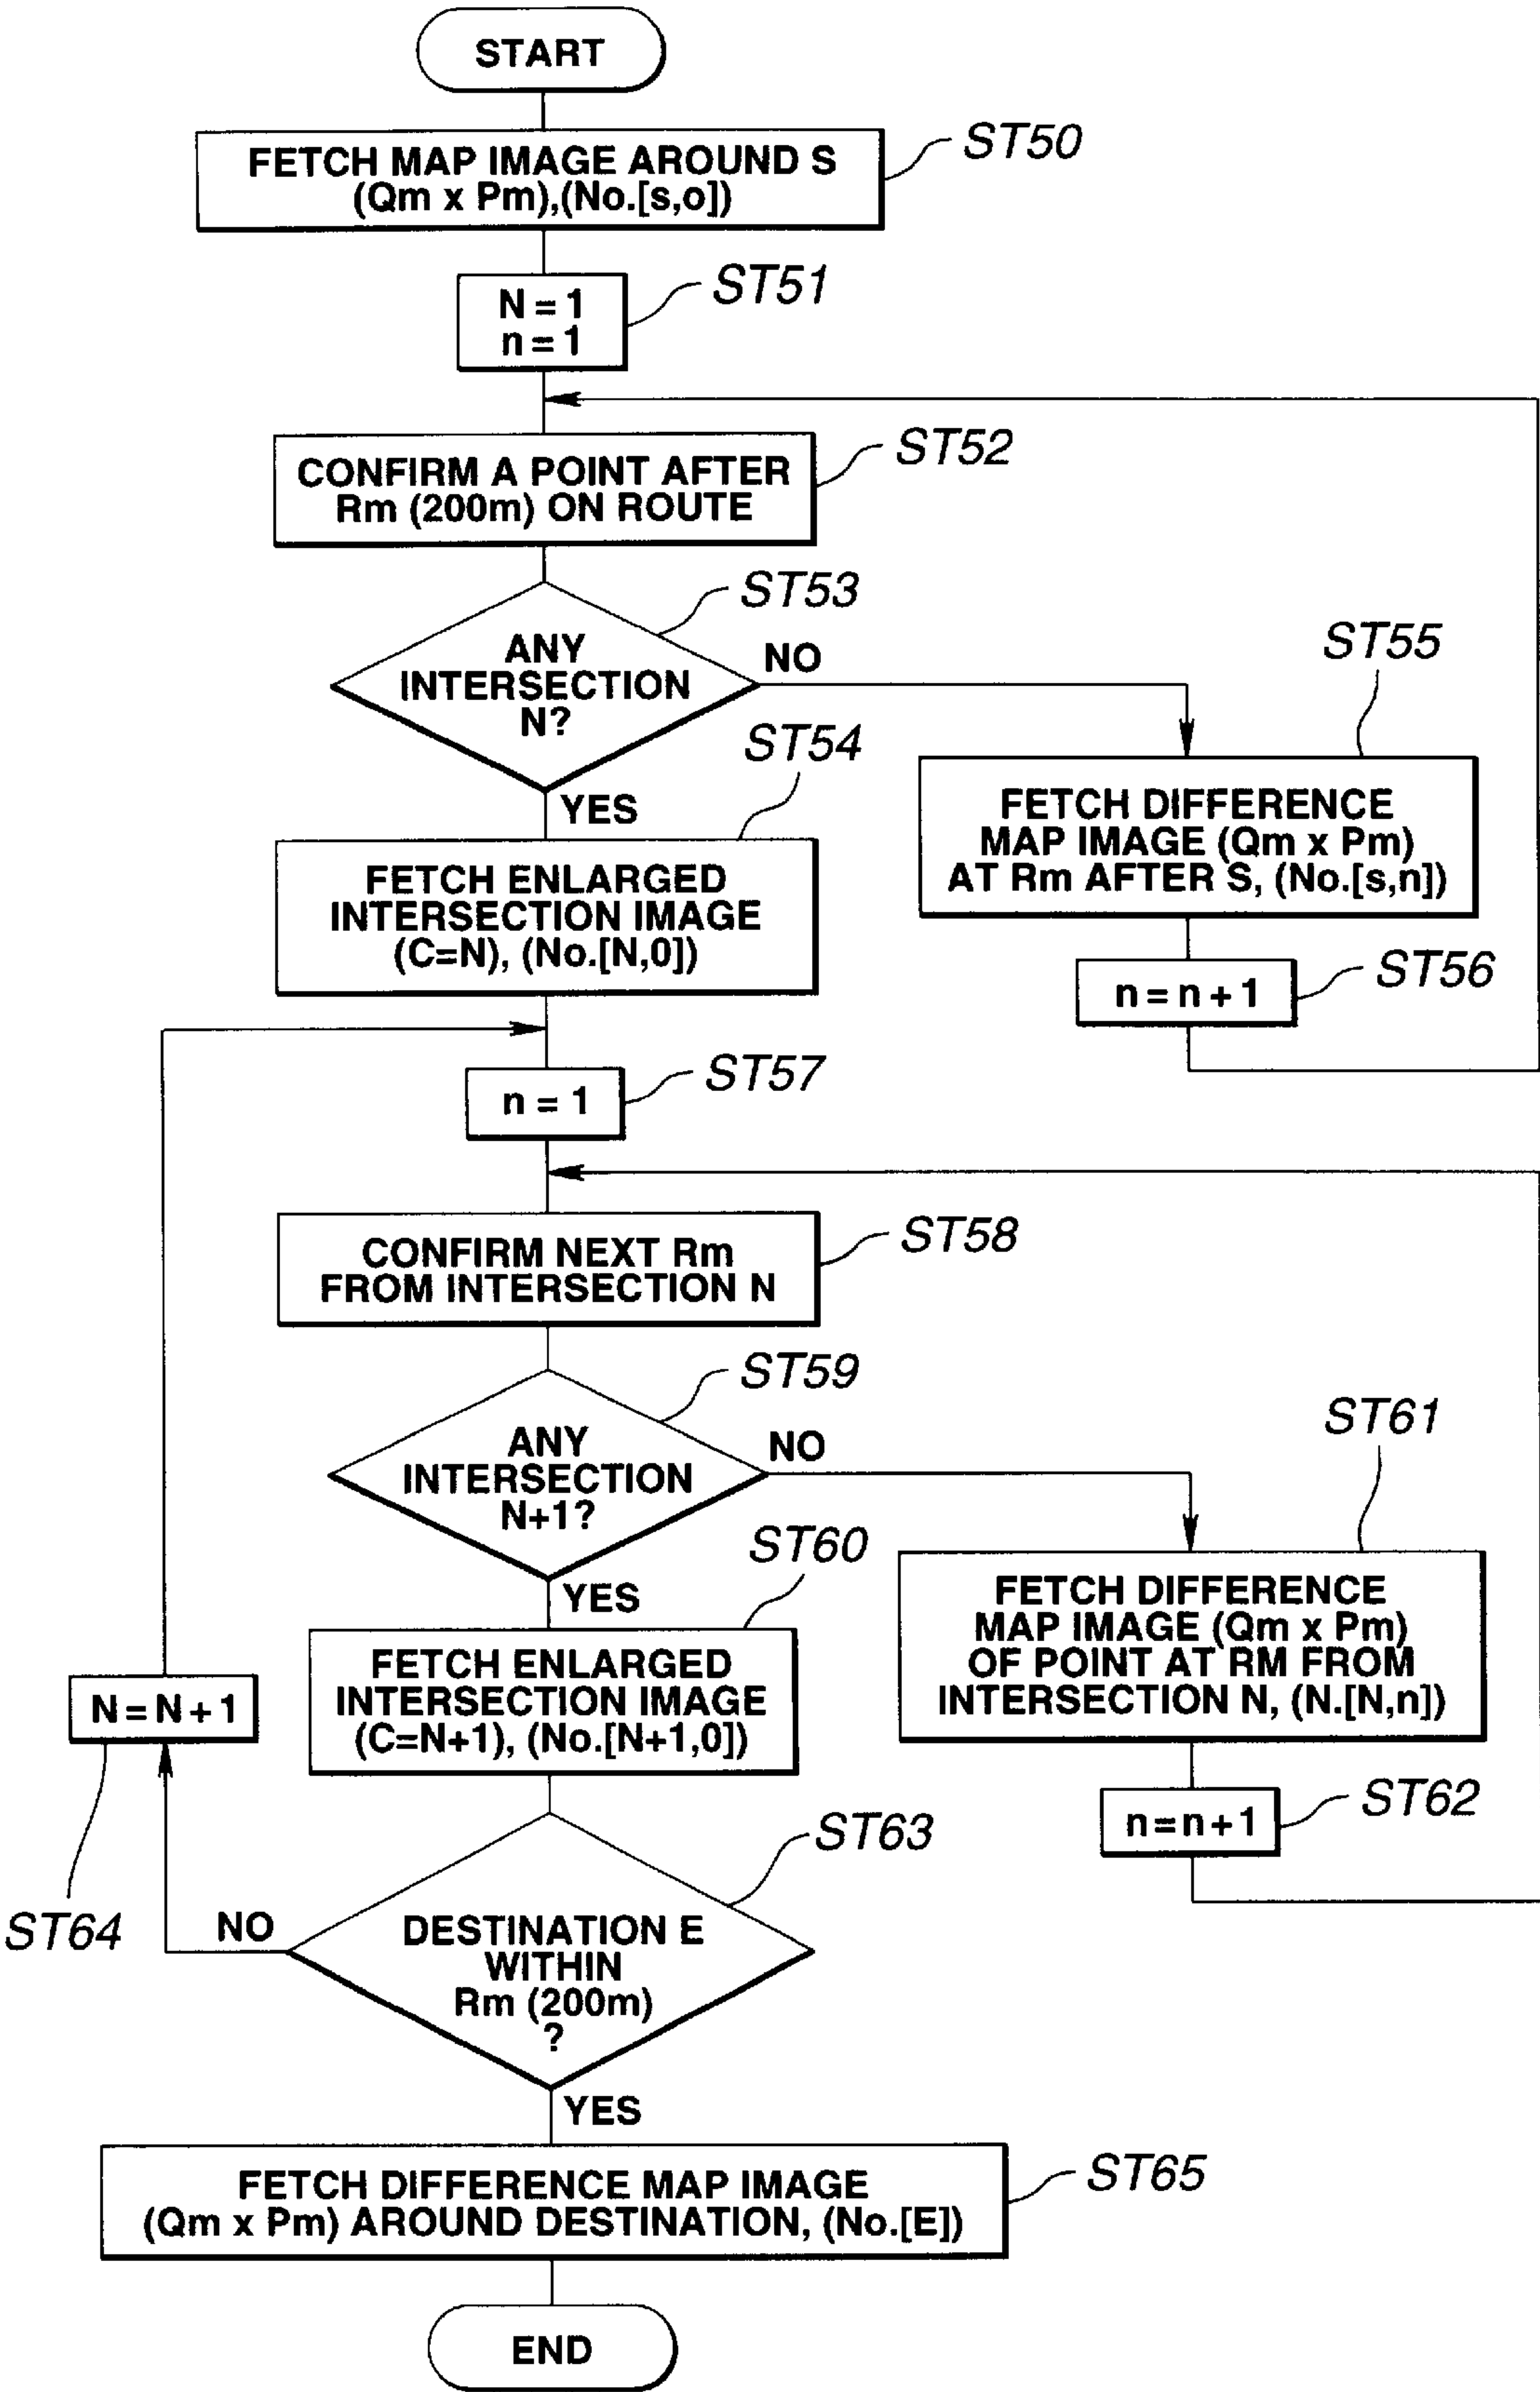 START
FETCH MAP IMAGE AROUND S
(Qm x Pm),(No.[s,o])
ST50
N = 1
n = 1
ST51
CONFIRM A POINT AFTER
Rm (200m) ON ROUTE
ST52
ANY
INTERSECTION
N?
ST53
NO
YES
FETCH ENLARGED
INTERSECTION IMAGE
(C=N), (No.[N,0])
ST54
FETCH DIFFERENCE
MAP IMAGE (Qm x Pm)
AT Rm AFTER S, (No.[s,n])
ST55
n = n + 1
ST56
n = 1
ST57
CONFIRM NEXT Rm
FROM INTERSECTION N
ST58
ANY
INTERSECTION
N+1?
ST59
NO
YES
FETCH ENLARGED
INTERSECTION IMAGE
(C=N+1), (No.[N+1,0])
ST60
FETCH DIFFERENCE
MAP IMAGE (Qm x Pm)
OF POINT AT RM FROM
INTERSECTION N, (N.[N,n])
ST61
n = n + 1
ST62
N = N + 1
ST64
DESTINATION E
WITHIN
Rm (200m)
?
ST63
NO
YES
FETCH DIFFERENCE MAP IMAGE
(Qm x Pm) AROUND DESTINATION, (No.[E])
ST65
END